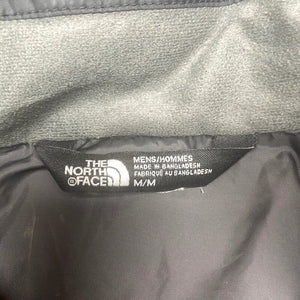 THE
NORTH
FACE
MENS/HOMMES
MADE IN BANGLADESH
FABRIQUÉ AU BANGLADESH
M/M